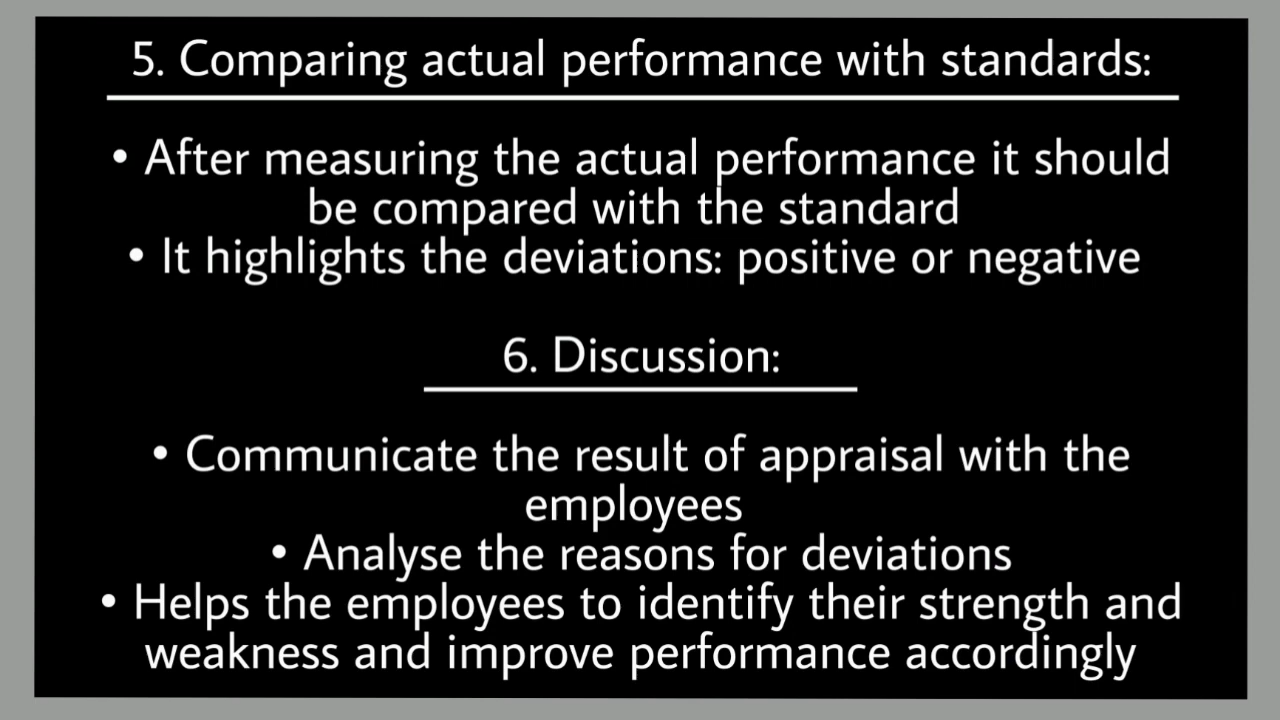 5. Comparing actual performance with standards:
• After measuring the actual performance it should
be compared with the standard
• It highlights the deviations: positive or negative
6. Discussion:
• Communicate the result of appraisal with the
employees
• Analyse the reasons for deviations
• Helps the employees to identify their strength and
weakness and improve performance accordingly